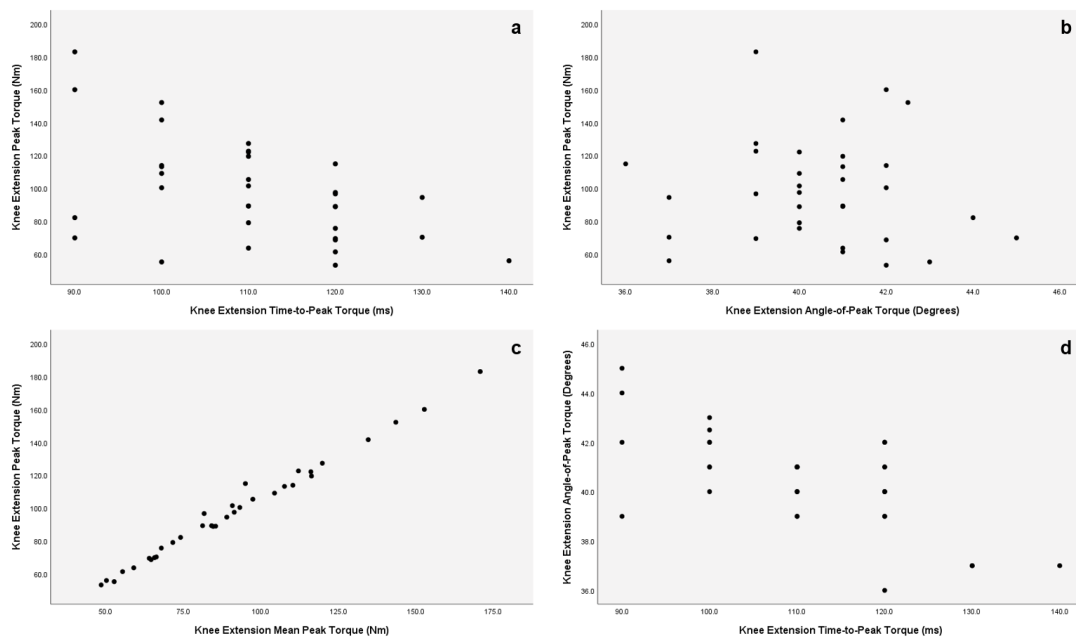 a
Knee Extension Peak Torque (Nm)
200.0
180.0
160.0
140.0
120.0
100.0
80.0
60.0
90.0 100.0 110.0 120.0 130.0 140.0
Knee Extension Time-to-Peak Torque (ms)
b
Knee Extension Peak Torque (Nm)
200.0
180.0
160.0
140.0
120.0
100.0
80.0
60.0
36.0 38.0 40.0 42.0 44.0 46.0
Knee Extension Angle-of-Peak Torque (Degrees)
c
Knee Extension Peak Torque (Nm)
200.0
180.0
160.0
140.0
120.0
100.0
80.0
60.0
50.0 75.0 100.0 125.0 150.0 175.0
Knee Extension Mean Peak Torque (Nm)
d
Knee Extension Angle-of-Peak Torque (Degrees)
46.0
44.0
42.0
40.0
38.0
36.0
90.0 100.0 110.0 120.0 130.0 140.0
Knee Extension Time-to-Peak Torque (ms)